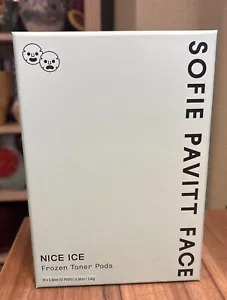 SOFIE PAVITT FACE
NICE ICE
Frozen Toner Pods